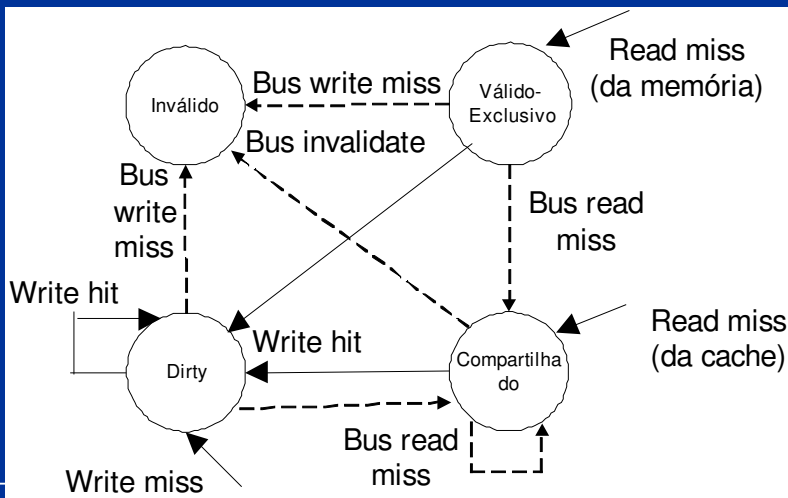 Read miss
(da memória)
Bus write miss
Inválido
Válido-
Exclusivo
Bus invalidate
Bus
write
miss
Bus read
miss
Write hit
Read miss
(da cache)
Write hit
Dirty
Compartilha
do
Bus read
miss
Write miss